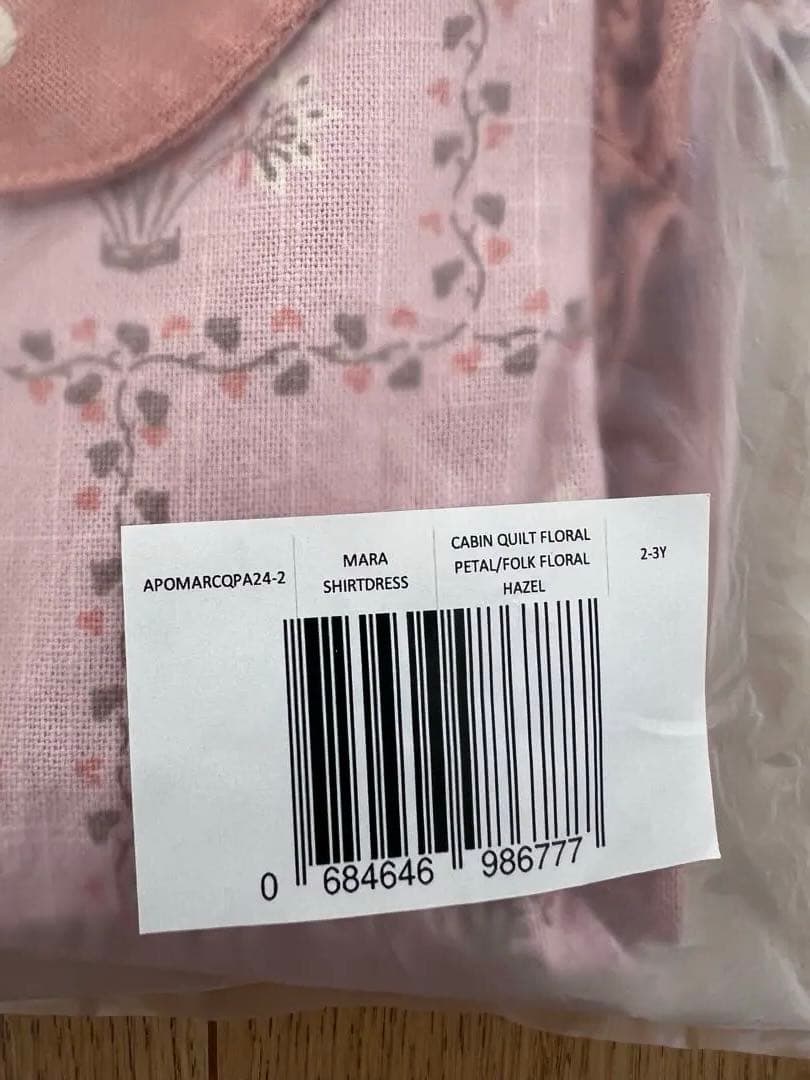 APOMARCQPA24-2
MARA
SHIRTDRESS
CABIN QUILT FLORAL
PETAL/FOLK FLORAL
HAZEL
2-3Y
0 684646 986777